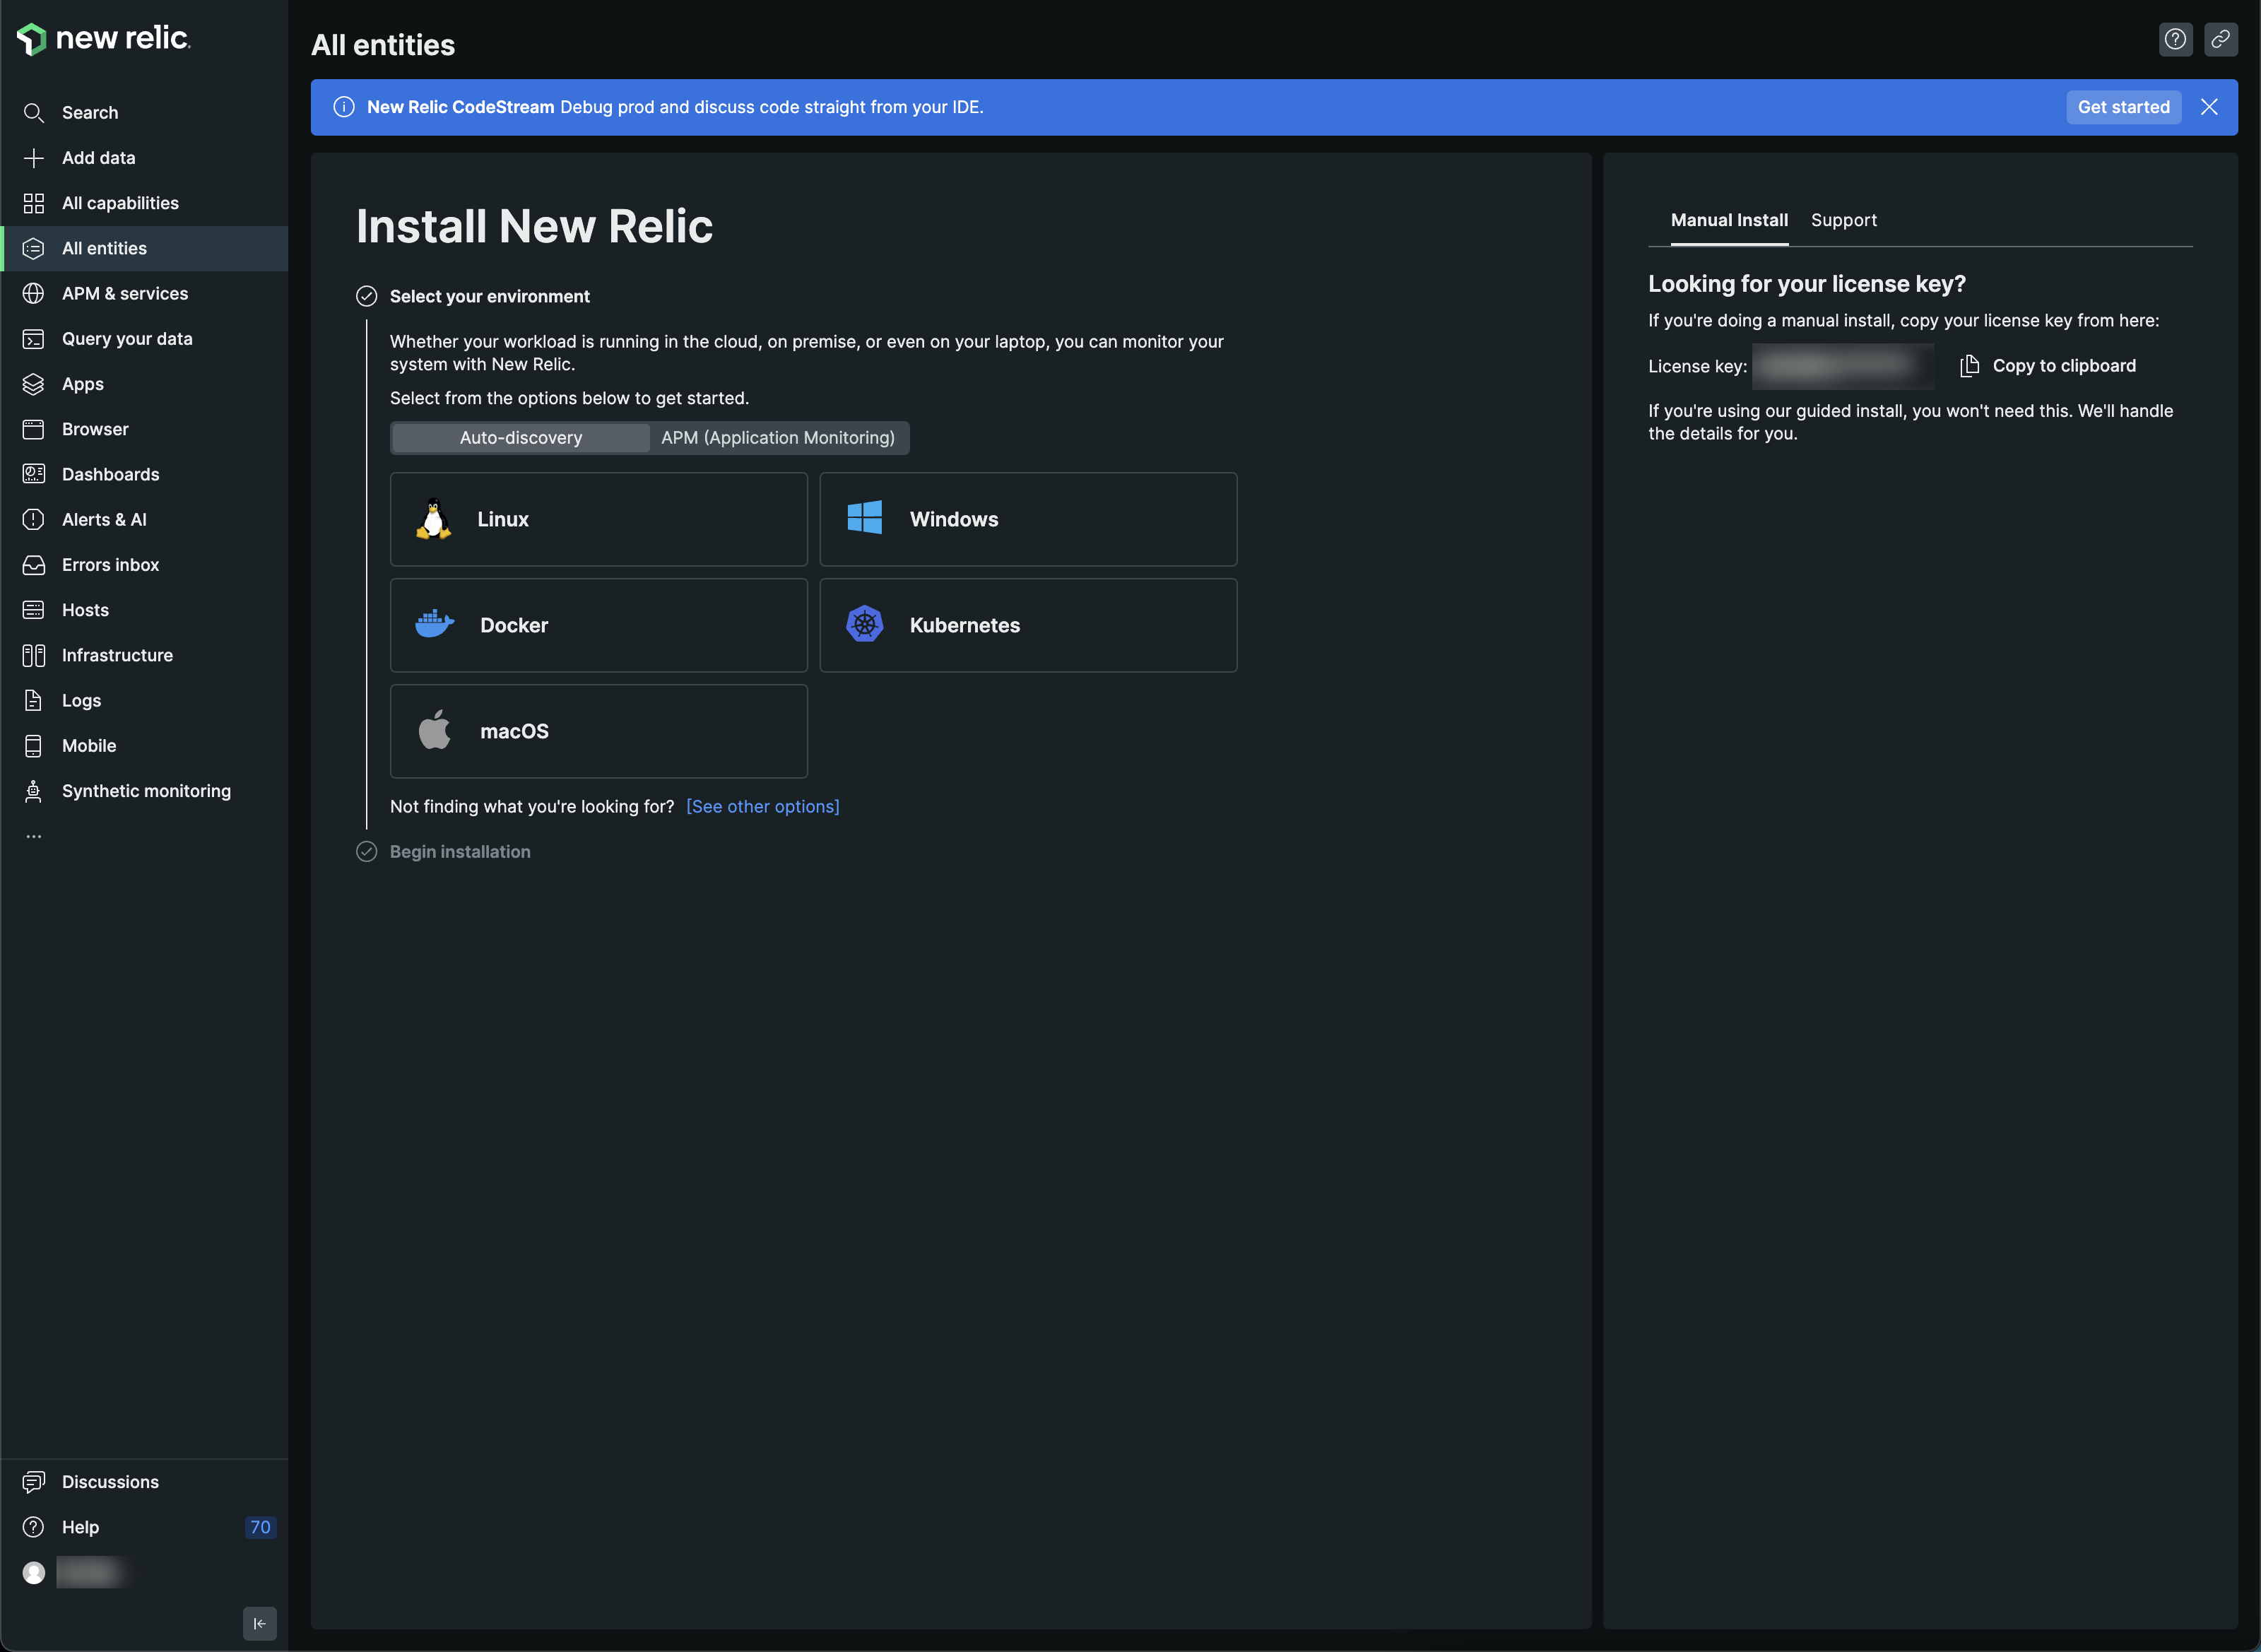 new relic.
Search
Add data
All capabilities
All entities
APM & services
Query your data
Apps
Browser
Dashboards
Alerts & AI
Errors inbox
Hosts
Infrastructure
Logs
Mobile
Synthetic monitoring
...
Discussions
Help 70
All entities
New Relic CodeStream Debug prod and discuss code straight from your IDE.
Get started
Install New Relic
Select your environment
Whether your workload is running in the cloud, on premise, or even on your laptop, you can monitor your
system with New Relic.
Select from the options below to get started.
Auto-discovery APM (Application Monitoring)
Linux Windows
Docker Kubernetes
macOS
Not finding what you're looking for? [See other options]
Begin installation
Manual Install Support
Looking for your license key?
If you're doing a manual install, copy your license key from here:
License key: Copy to clipboard
If you're using our guided install, you won't need this. We'll handle
the details for you.